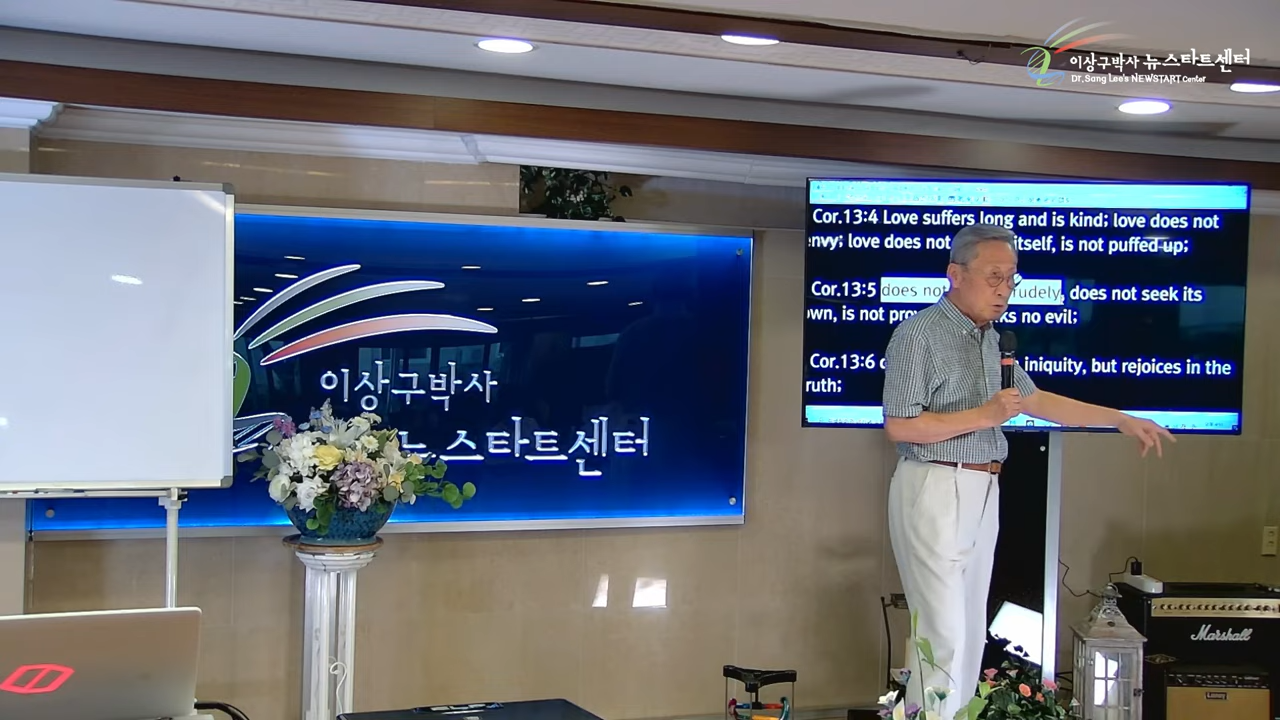 이상구박사 뉴스타트센터
Dr. Sang Lee's NEWSTART Center
Cor.13:4 Love suffers long and is kind; love does not
nvy; love does not itself, is not puffed up;
Cor.13:5 does not rudely, does not seek its
own, is not no evil;
Cor.13:6 iniquity, but rejoices in the
ruth;
이상구박사
뉴스타트센터
Marshall
Laney